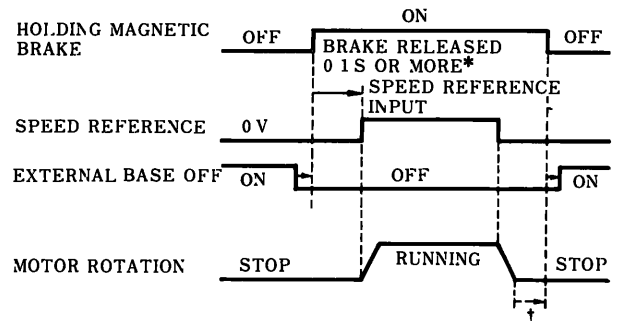 ON
HOLDING MAGNETIC
BRAKE
OFF
OFF
BRAKE RELEASED
0 1S OR MORE*
SPEED REFERENCE
INPUT
SPEED REFERENCE
0 V
EXTERNAL BASE OFF
ON
OFF
ON
MOTOR ROTATION
STOP
RUNNING
STOP
t